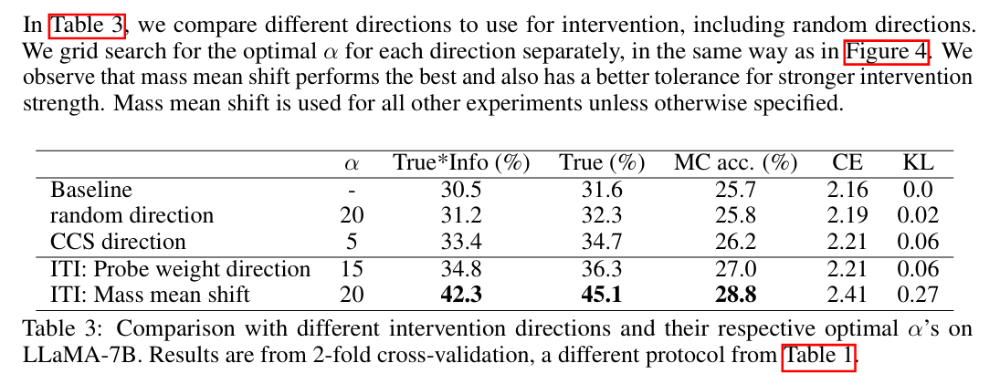 In Table 3, we compare different directions to use for intervention, including random directions.
We grid search for the optimal α for each direction separately, in the same way as in Figure 4. We
observe that mass mean shift performs the best and also has a better tolerance for stronger intervention
strength. Mass mean shift is used for all other experiments unless otherwise specified.
α True*Info (%) True (%) MC acc. (%) CE KL
Baseline - 30.5 31.6 25.7 2.16 0.0
random direction 20 31.2 32.3 25.8 2.19 0.02
CCS direction 5 33.4 34.7 26.2 2.21 0.06
ITI: Probe weight direction 15 34.8 36.3 27.0 2.21 0.06
ITI: Mass mean shift 20 42.3 45.1 28.8 2.41 0.27
Table 3: Comparison with different intervention directions and their respective optimal α's on
LLaMA-7B. Results are from 2-fold cross-validation, a different protocol from Table 1.